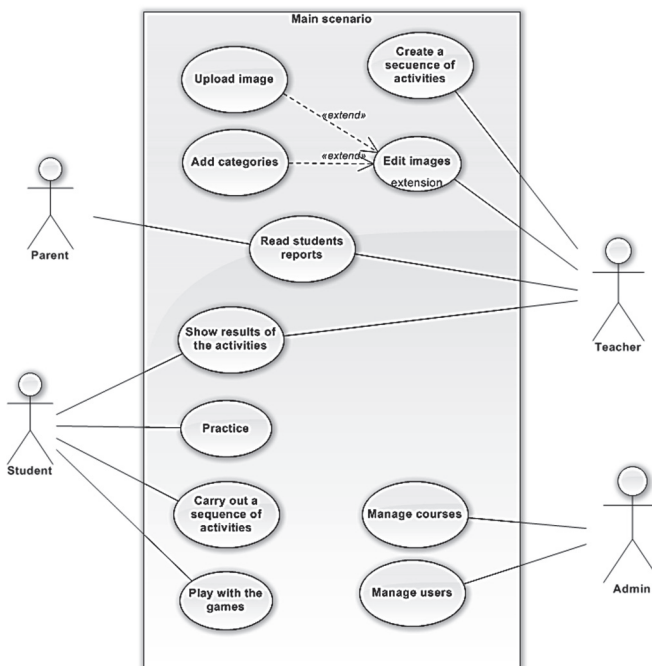 Main scenario
Upload image
Create a
secuence of
activities
«extend»
Add categories
«extend»
Edit images
extension
Parent
Read students
reports
Teacher
Show results of
the activities
Student
Practice
Carry out a
sequence of
activities
Manage courses
Admin
Play with the
games
Manage users